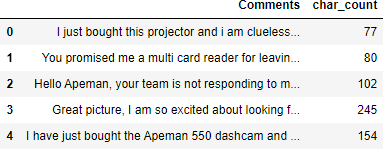 Comments char_count
0 I just bought this projector and i am clueless... 77
1 You promised me a multi card reader for leavin... 80
2 Hello Apeman, your team is not responding to m... 102
3 Great picture, I am so excited about looking f... 245
4 I have just bought the Apeman 550 dashcam and ... 154